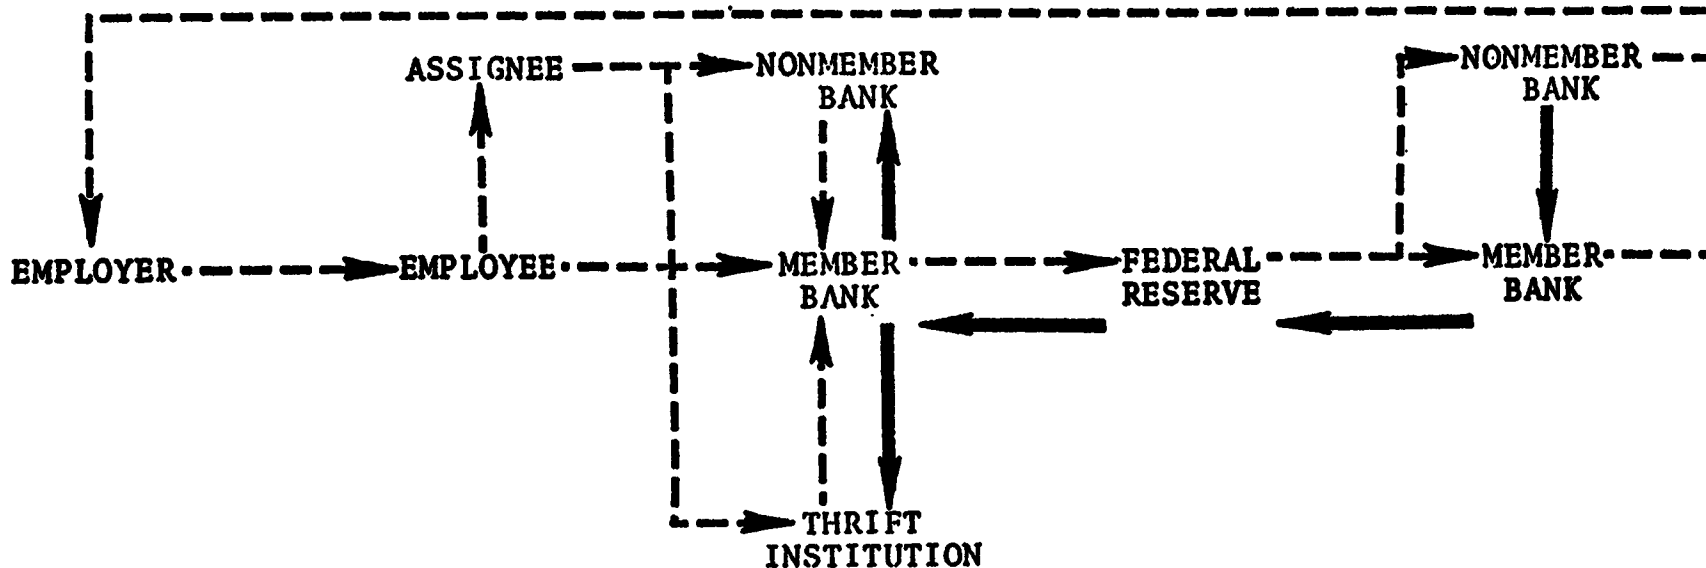 ASSIGNEE
NONMEMBER
BANK
NONMEMBER
BANK
EMPLOYER
EMPLOYEE
MEMBER
BANK
FEDERAL
RESERVE
MEMBER
BANK
THRIFT
INSTITUTION